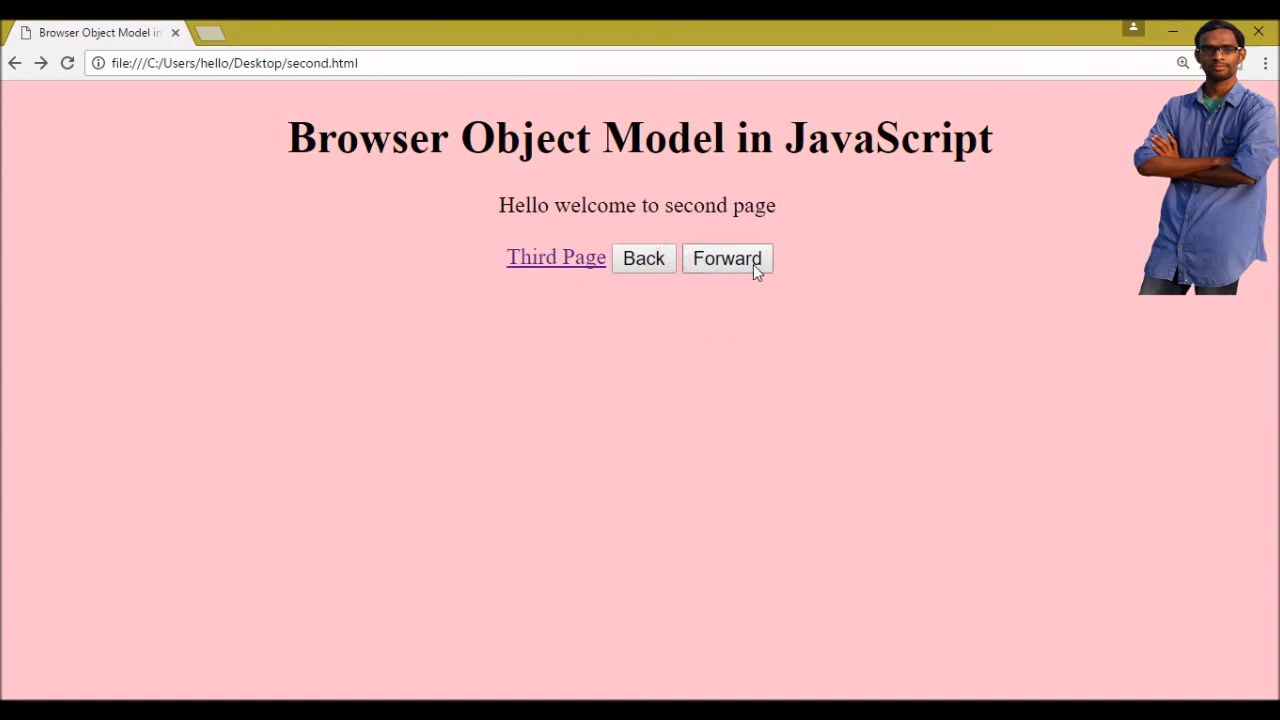 Browser Object Model in
file:///C:/Users/hello/Desktop/second.html
Browser Object Model in JavaScript
Hello welcome to second page
Third Page Back Forward